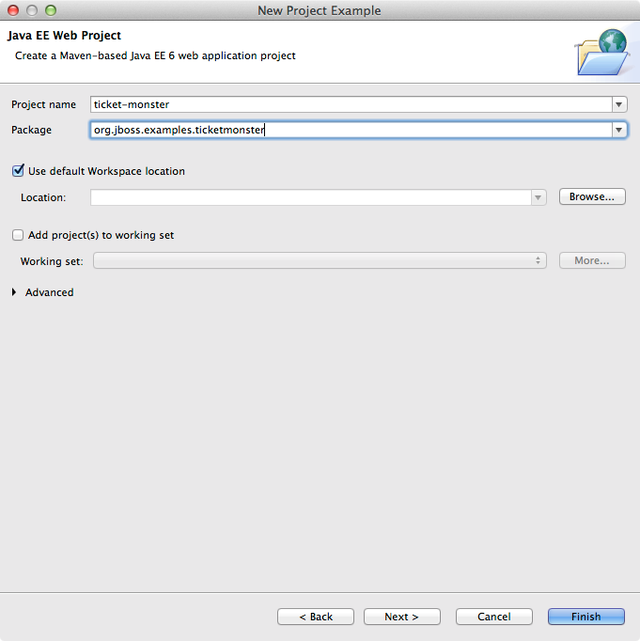 New Project Example
Java EE Web Project
Create a Maven-based Java EE 6 web application project
Project name ticket-monster
Package org.jboss.examples.ticketmonster
Use default Workspace location
Location: Browse...
Add project(s) to working set
Working set: More...
Advanced
< Back Next > Cancel Finish